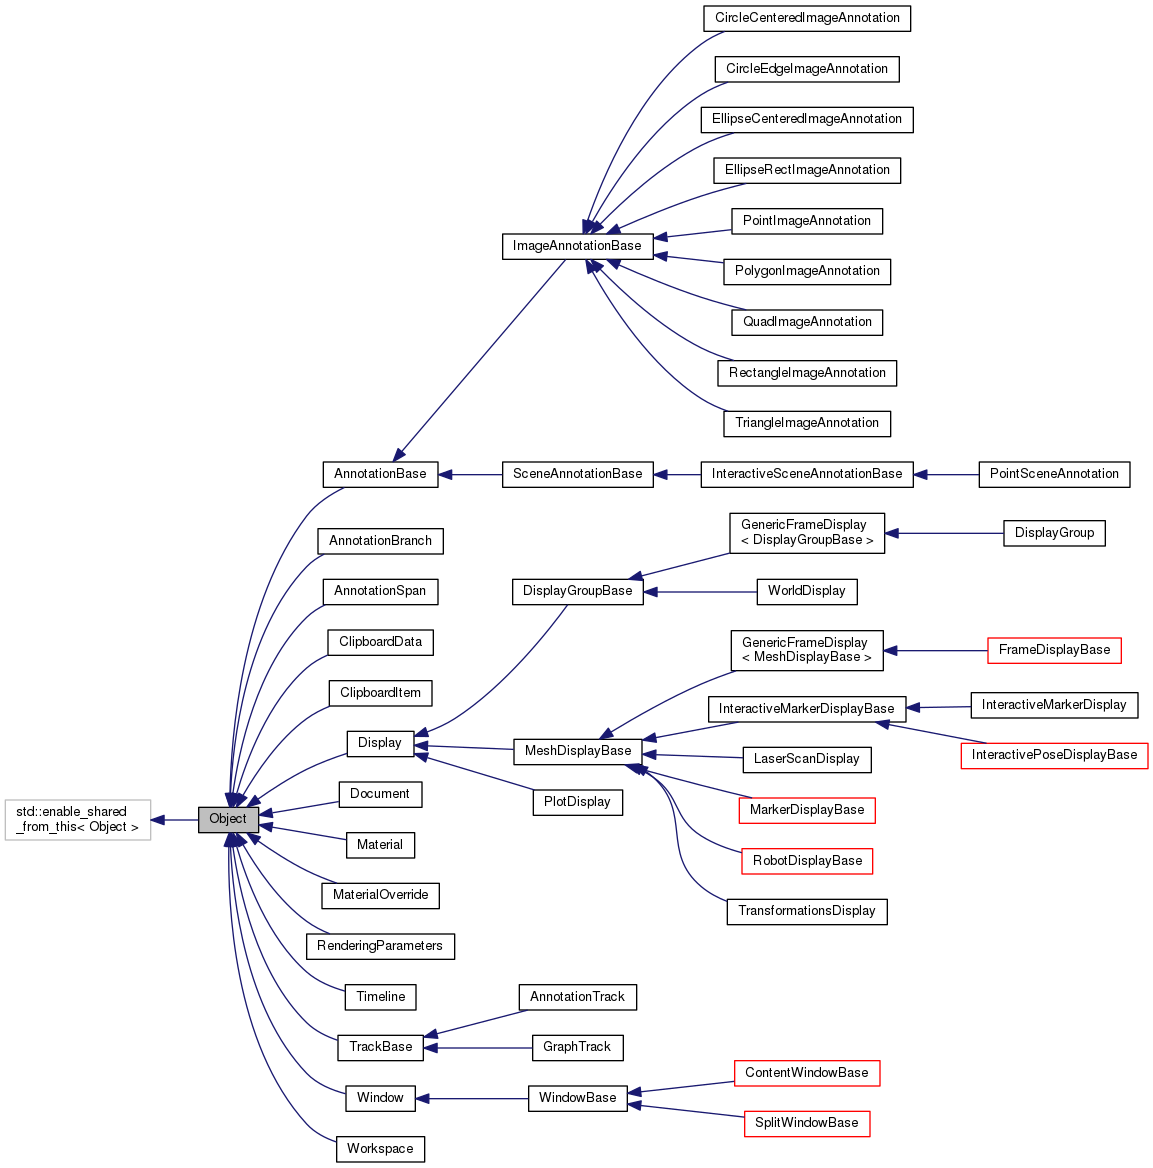 CircleCenteredImageAnnotation
CircleEdgeImageAnnotation
EllipseCenteredImageAnnotation
EllipseRectImageAnnotation
PointImageAnnotation
ImageAnnotationBase
PolygonImageAnnotation
QuadImageAnnotation
RectangleImageAnnotation
TriangleImageAnnotation
AnnotationBase
SceneAnnotationBase
InteractiveSceneAnnotationBase
PointSceneAnnotation
AnnotationBranch
GenericFrameDisplay
< DisplayGroupBase >
DisplayGroup
AnnotationSpan
DisplayGroupBase
WorldDisplay
ClipboardData
GenericFrameDisplay
< MeshDisplayBase >
FrameDisplayBase
ClipboardItem
InteractiveMarkerDisplayBase
InteractiveMarkerDisplay
Display
MeshDisplayBase
LaserScanDisplay
InteractivePoseDisplayBase
Document
PlotDisplay
MarkerDisplayBase
std::enable_shared
_from_this< Object >
Object
Material
RobotDisplayBase
MaterialOverride
TransformationsDisplay
RenderingParameters
Timeline
AnnotationTrack
TrackBase
GraphTrack
Window
WindowBase
ContentWindowBase
SplitWindowBase
Workspace